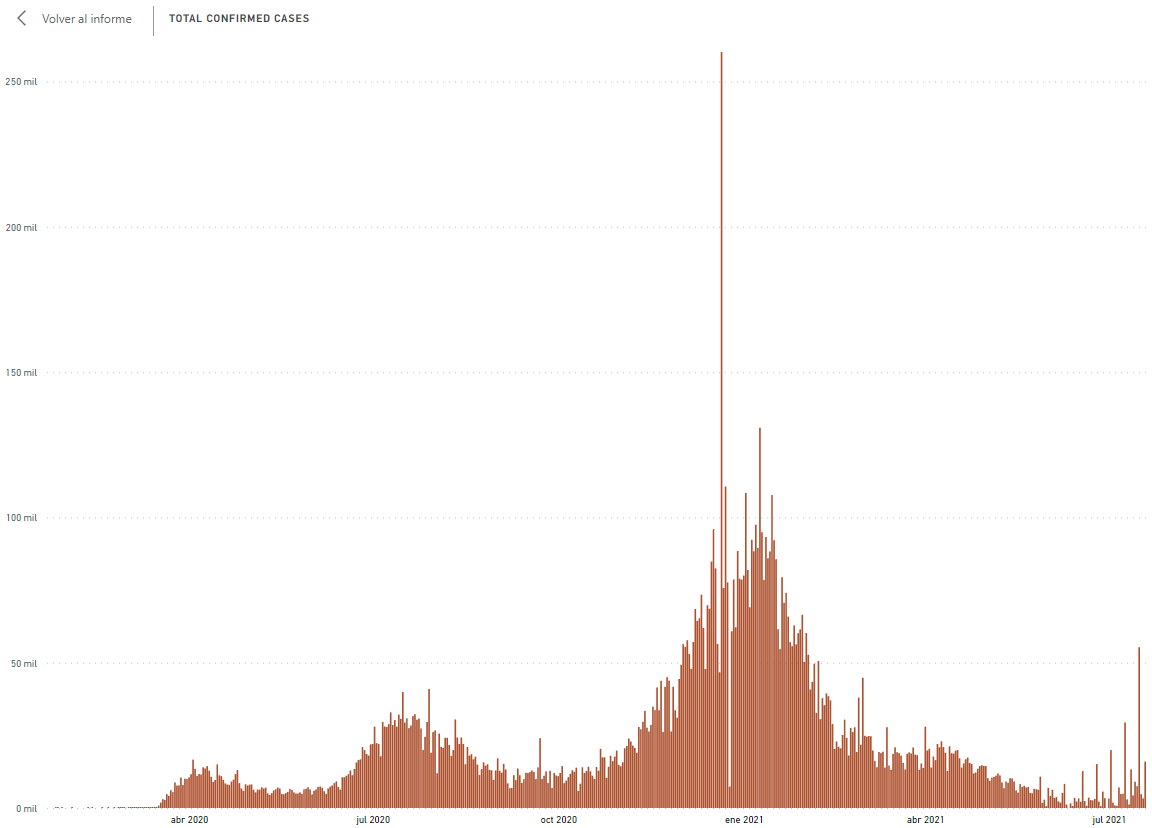 Volver al informe
TOTAL CONFIRMED CASES
250 mil
200 mil
150 mil
100 mil
50 mil
0 mil
abr 2020
jul 2020
oct 2020
ene 2021
abr 2021
jul 2021